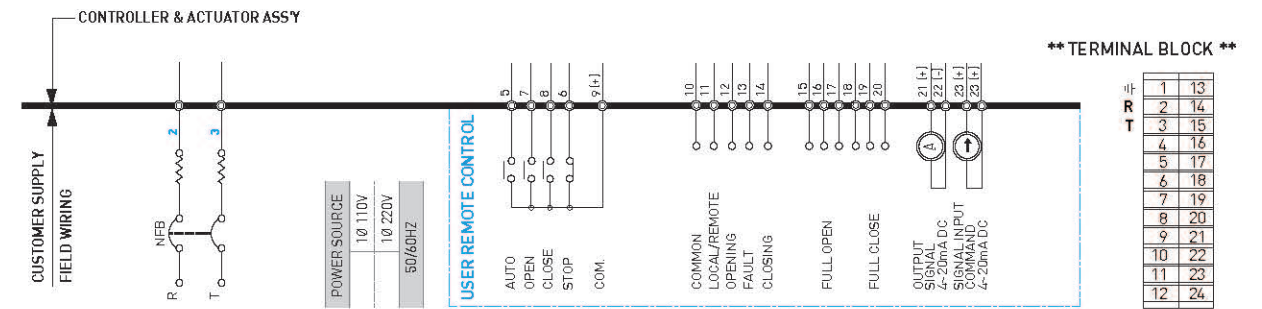 CONTROLLER & ACTUATOR ASS'Y
CUSTOMER SUPPLY
FIELD WIRING
2
3
NFB
R
T
POWER SOURCE
1Ø 110V
1Ø 220V
50/60HZ
USER REMOTE CONTROL
5
7
8
6
9 (+)
AUTO
OPEN
CLOSE
STOP
COM.
10
11
12
13
14
COMMON
LOCAL/REMOTE
OPENING
FAULT
CLOSING
15
16
17
18
19
20
FULL OPEN
FULL CLOSE
21 (+)
22 (-)
23 (+)
23 (+)
A
OUTPUT
SIGNAL
4~20mA DC
SIGNAL INPUT
COMMAND
4~20mA DC
** TERMINAL BLOCK **
1 13
R 2 14
T 3 15
4 16
5 17
6 18
7 19
8 20
9 21
10 22
11 23
12 24